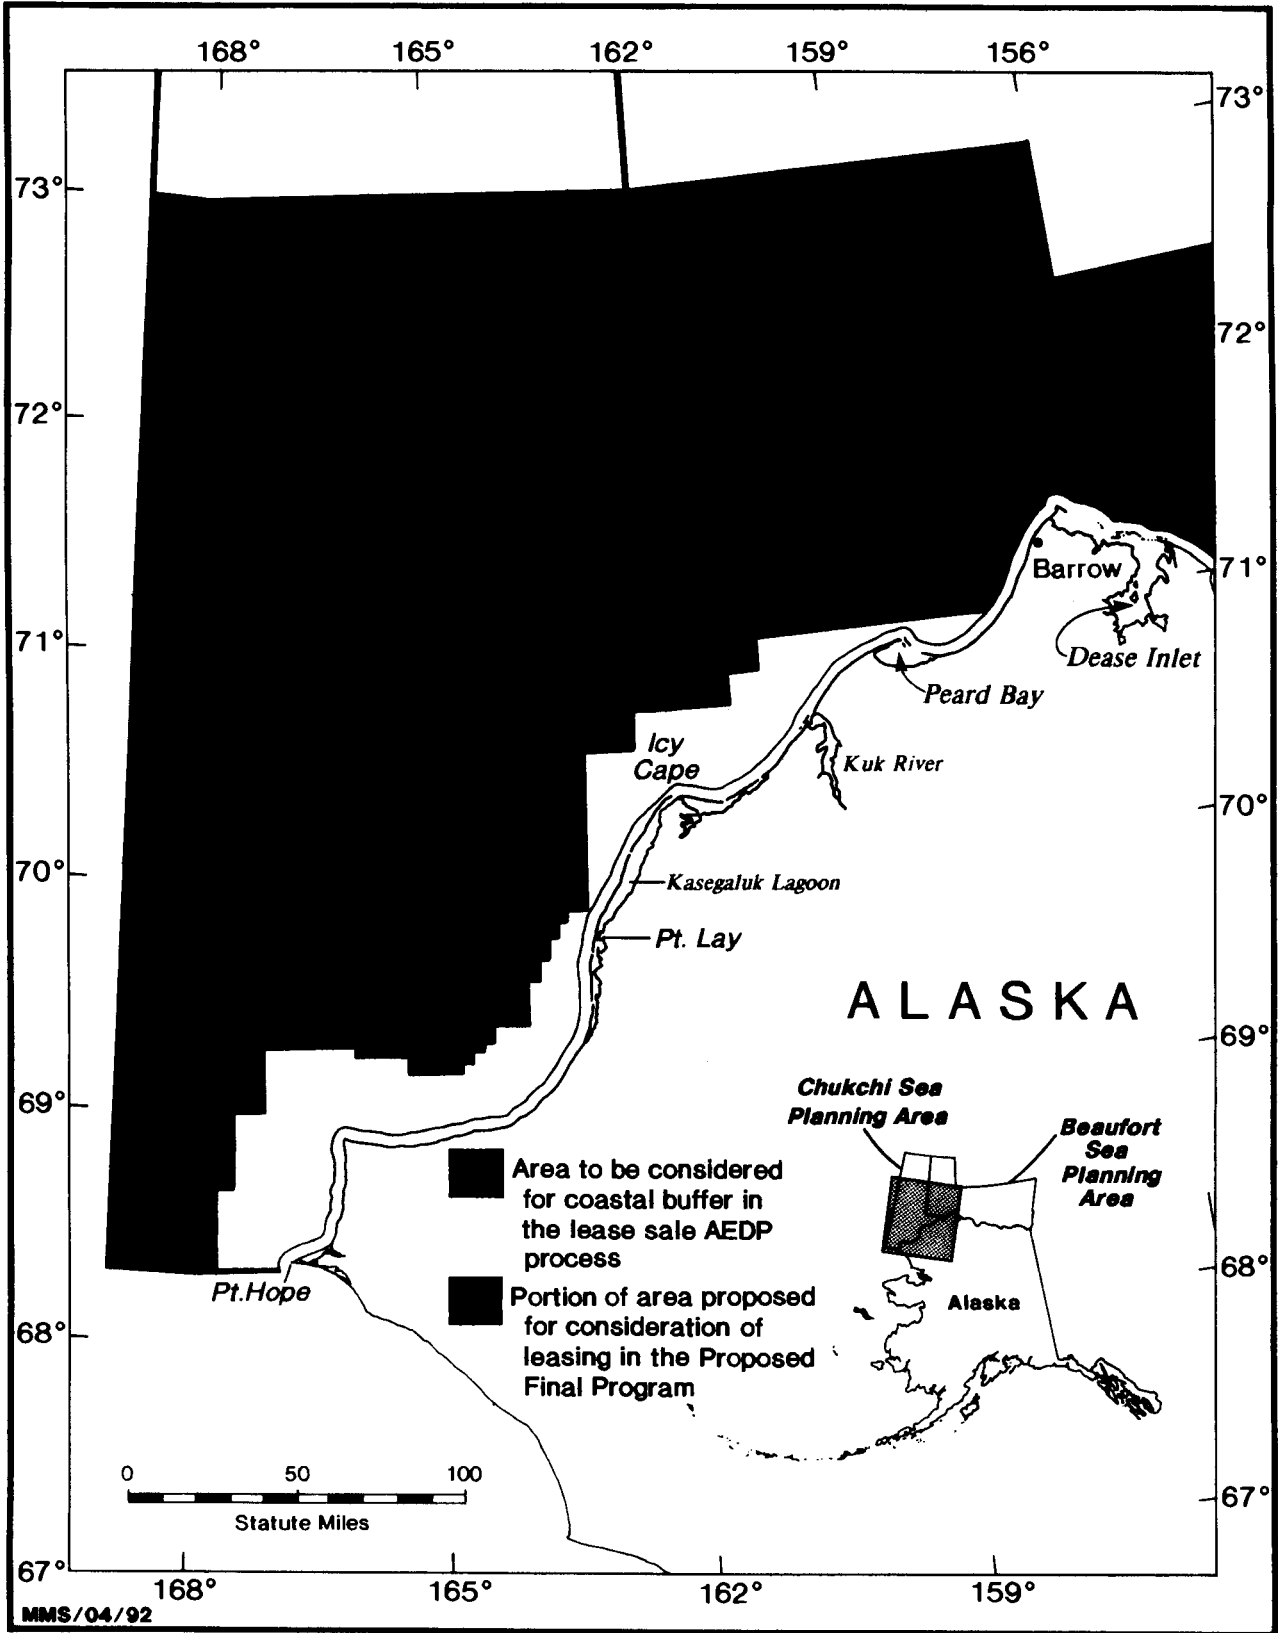 168° 165° 162° 159° 156°
73°
73°
72°
72°
71°
Barrow
71°
Dease Inlet
Peard Bay
Icy
Cape
Kuk River
70°
70°
Kasegaluk Lagoon
Pt. Lay
ALASKA
69°
Chukchi Sea
Planning Area
69°
Beaufort
Sea
Planning
Area
Area to be considered
for coastal buffer in
the lease sale AEDP
process
68°
Pt.Hope
Portion of area proposed
for consideration of
leasing in the Proposed
Final Program
Alaska
68°
0 50 100
Statute Miles
67°
67°
168° 165° 162° 159°
MMS/04/92